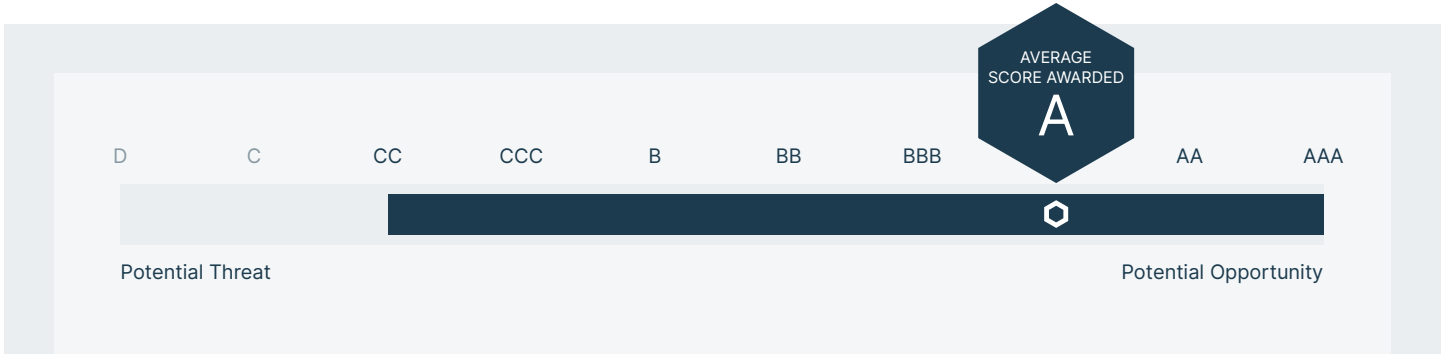 AVERAGE
SCORE AWARDED
A
D C CC CCC B BB BBB AA AAA
Potential Threat Potential Opportunity